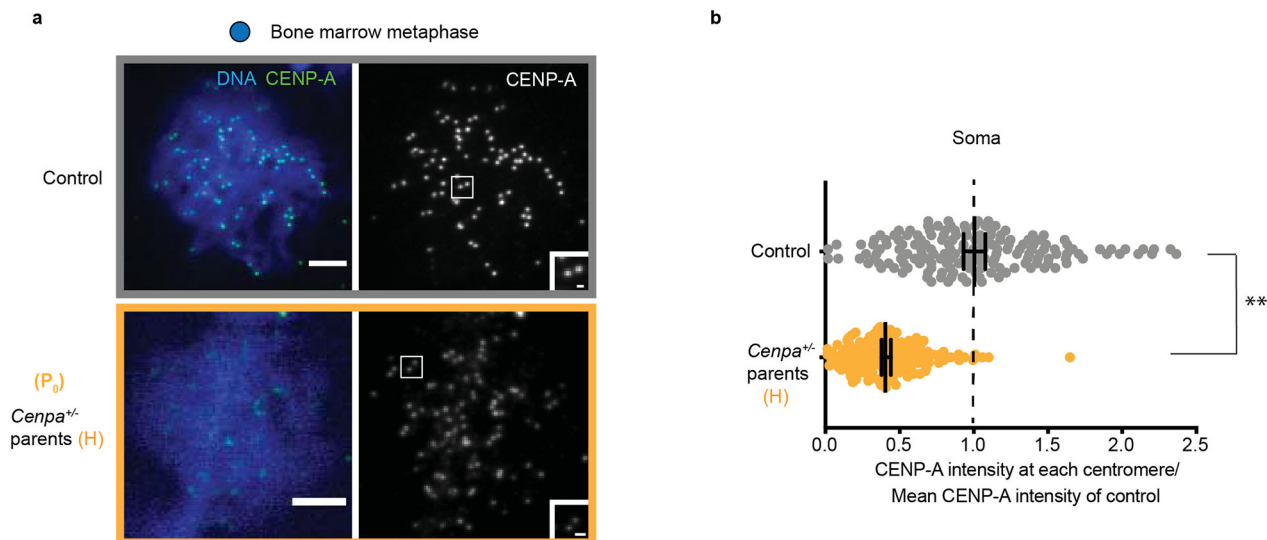 a
Bone marrow metaphase
DNA CENP-A
CENP-A
Control
(P0)
Cenpa+/-
parents (H)
b
Soma
Control
Cenpa+/-
parents
(H)
**
0.0 0.5 1.0 1.5 2.0 2.5
CENP-A intensity at each centromere/
Mean CENP-A intensity of control